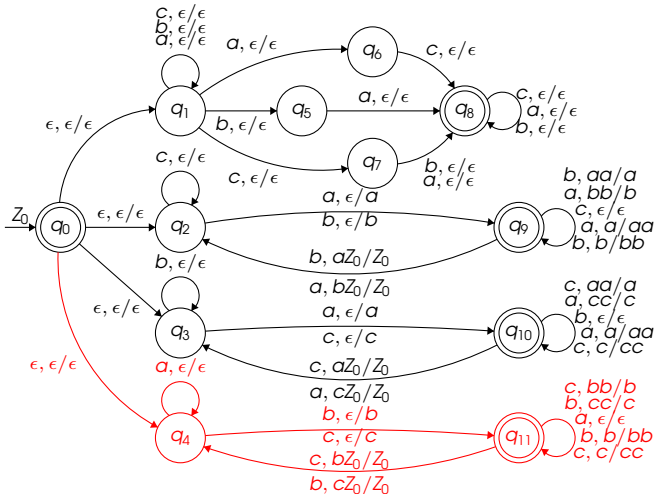 c, ϵ/ϵ
b, ϵ/ϵ
a, ϵ/ϵ
q1
a, ϵ/ϵ
q6
c, ϵ/ϵ
b, ϵ/ϵ
q5
a, ϵ/ϵ
q8
c, ϵ/ϵ
a, ϵ/ϵ
b, ϵ/ϵ
c, ϵ/ϵ
q7
b, ϵ/ϵ
a, ϵ/ϵ
ϵ, ϵ/ϵ
Z0
q0
ϵ, ϵ/ϵ
c, ϵ/ϵ
q2
a, ϵ/a
b, ϵ/b
b, aZ0/Z0
a, bZ0/Z0
q9
b, aa/a
a, bb/b
c, ϵ/ϵ
a, a/aa
b, b/bb
ϵ, ϵ/ϵ
b, ϵ/ϵ
q3
a, ϵ/a
c, ϵ/c
c, aZ0/Z0
a, cZ0/Z0
q10
c, aa/a
a, cc/c
b, ϵ/ϵ
a, a/aa
c, c/cc
ϵ, ϵ/ϵ
a, ϵ/ϵ
q4
b, ϵ/b
c, ϵ/c
c, bZ0/Z0
b, cZ0/Z0
q11
c, bb/b
b, cc/c
a, ϵ/ϵ
b, b/bb
c, c/cc